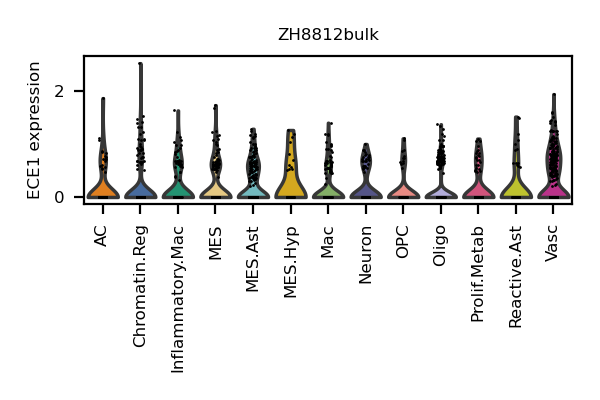 ZH8812bulk
ECE1 expression
2
0
AC
Chromatin.Reg
Inflammatory.Mac
MES
MES.Ast
MES.Hyp
Mac
Neuron
OPC
Oligo
Prolif.Metab
Reactive.Ast
Vasc